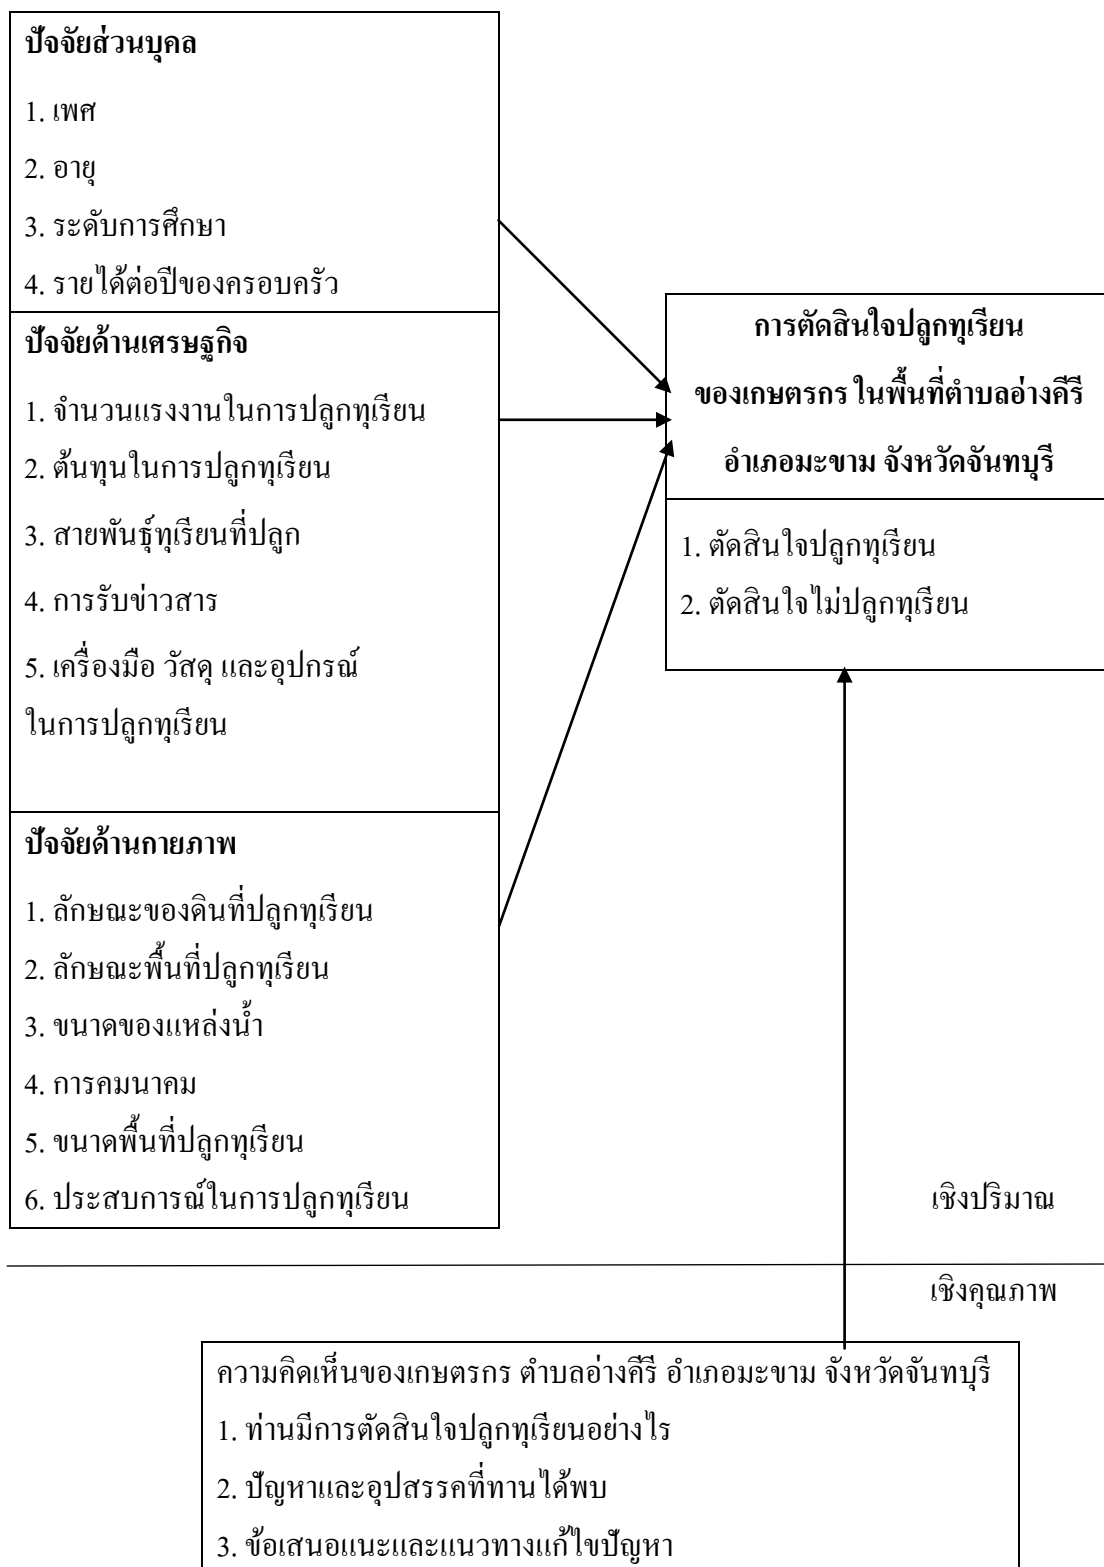 ปัจจัยส่วนบุคล
1. เพศ
2. อายุ
3. ระดับการศึกษา
4. รายได้ต่อปีของครอบครัว
ปัจจัยด้านเศรษฐกิจ
1. จำนวนแรงงานในการปลูกทุเรียน
2. ต้นทุนในการปลูกทุเรียน
3. สายพันธุ์ทุเรียนที่ปลูก
4. การรับข่าวสาร
5. เครื่องมือ วัสดุ และอุปกรณ์
ในการปลูกทุเรียน
ปัจจัยด้านกายภาพ
1. ลักษณะของดินที่ปลูกทุเรียน
2. ลักษณะพื้นที่ปลูกทุเรียน
3. ขนาดของแหล่งน้ำ
4. การคมนาคม
5. ขนาดพื้นที่ปลูกทุเรียน
6. ประสบการณ์ในการปลูกทุเรียน
การตัดสินใจปลูกทุเรียน
ของเกษตรกร ในพื้นที่ตำบลอ่างคีรี
อำเภอมะขาม จังหวัดจันทบุรี
1. ตัดสินใจปลูกทุเรียน
2. ตัดสินใจไม่ปลูกทุเรียน
เชิงปริมาณ
เชิงคุณภาพ
ความคิดเห็นของเกษตรกร ตำบลอ่างคีรี อำเภอมะขาม จังหวัดจันทบุรี
1. ท่านมีการตัดสินใจปลูกทุเรียนอย่างไร
2. ปัญหาและอุปสรรคที่ทานได้พบ
3. ข้อเสนอแนะและแนวทางแก้ไขปัญหา